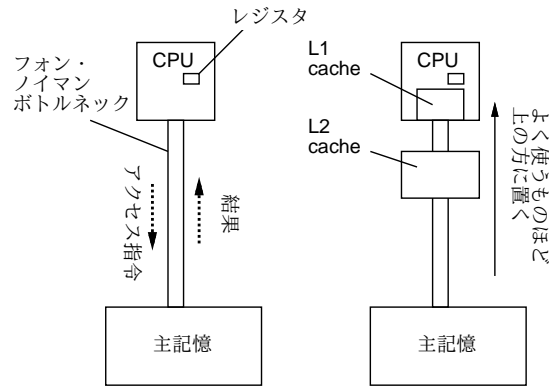 レジスタ
CPU
フォン・
ノイマン
ボトルネック
アクセス指令
結果
主記憶
L1
cache
CPU
L2
cache
よく使うものほど
上の方に置く
主記憶